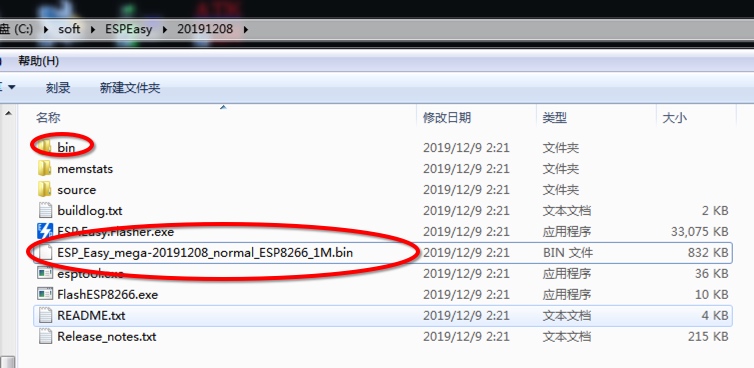 盘 (C:) ▸ soft ▸ ESPEasy ▸ 20191208 ▸
帮助(H)
刻录 新建文件夹
名称 修改日期 类型 大小
bin 2019/12/9 2:21 文件夹
memstats 2019/12/9 2:21 文件夹
source 2019/12/9 2:21 文件夹
buildlog.txt 2019/12/9 2:21 文本文档 2 KB
ESP.Easy.Flasher.exe 2019/12/9 2:21 应用程序 33,075 KB
ESP_Easy_mega-20191208_normal_ESP8266_1M.bin 2019/12/9 2:21 BIN 文件 832 KB
esptool.exe 2019/12/9 2:21 应用程序 36 KB
FlashESP8266.exe 2019/12/9 2:21 应用程序 10 KB
README.txt 2019/12/9 2:21 文本文档 4 KB
Release_notes.txt 2019/12/9 2:21 文本文档 215 KB